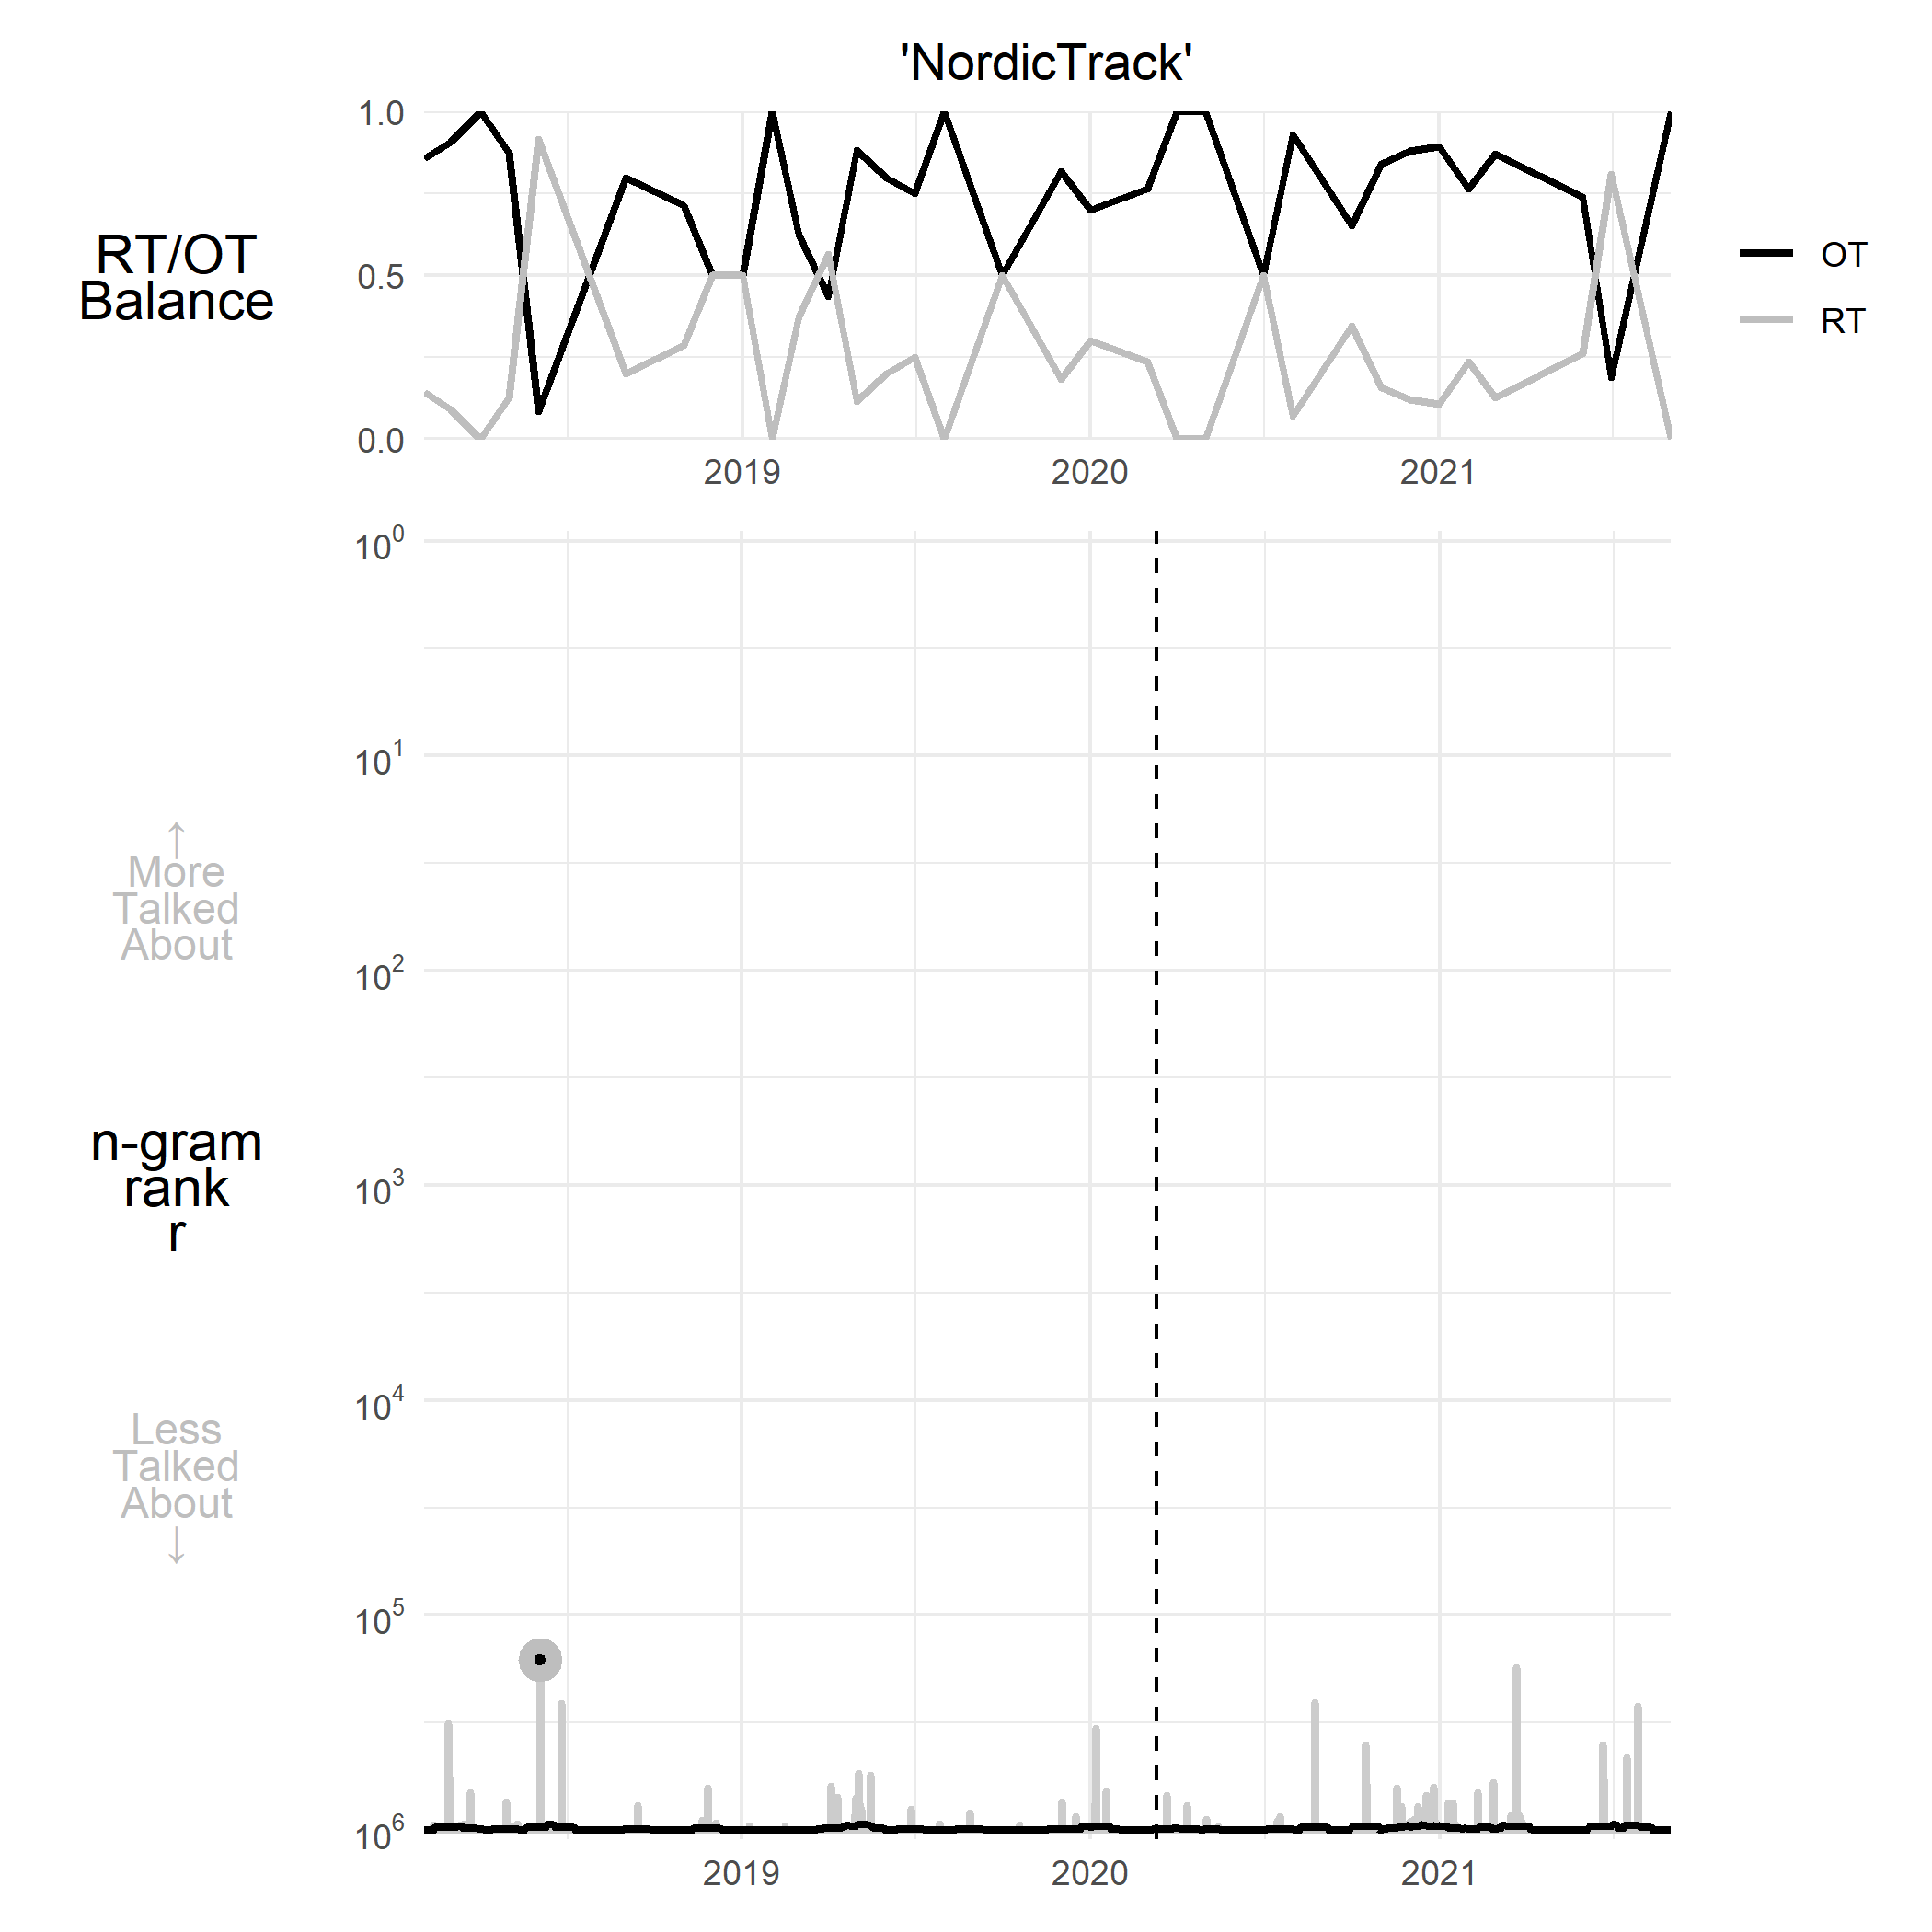 'NordicTrack'
1.0
0.5
0.0
RT/OT
Balance
OT
RT
2019 2020 2021
10^0
10^1
10^2
10^3
10^4
10^5
10^6
↑
More
Talked
About
n-gram
rank
r
Less
Talked
About
↓
2019 2020 2021